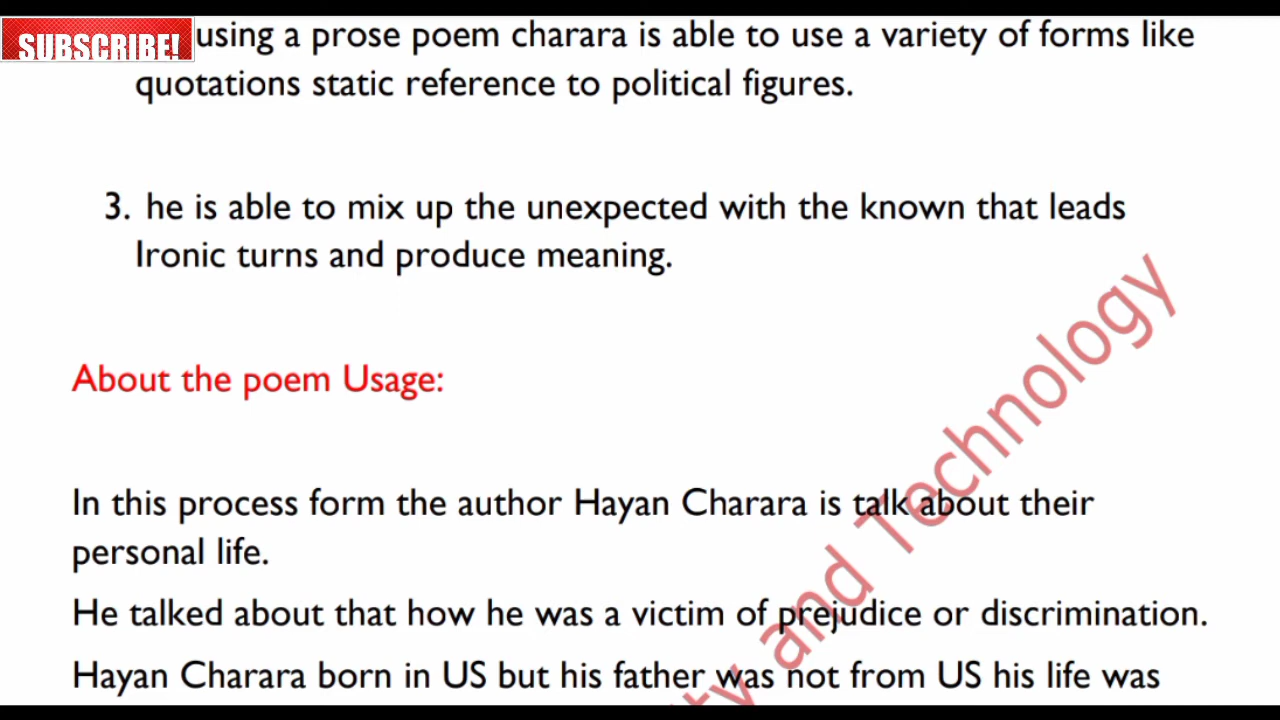 SUBSCRIBE!
using a prose poem charara is able to use a variety of forms like
quotations static reference to political figures.
3. he is able to mix up the unexpected with the known that leads
Ironic turns and produce meaning.
About the poem Usage:
In this process form the author Hayan Charara is talk about their
personal life.
He talked about that how he was a victim of prejudice or discrimination.
Hayan Charara born in US but his father was not from US his life was
and Technology